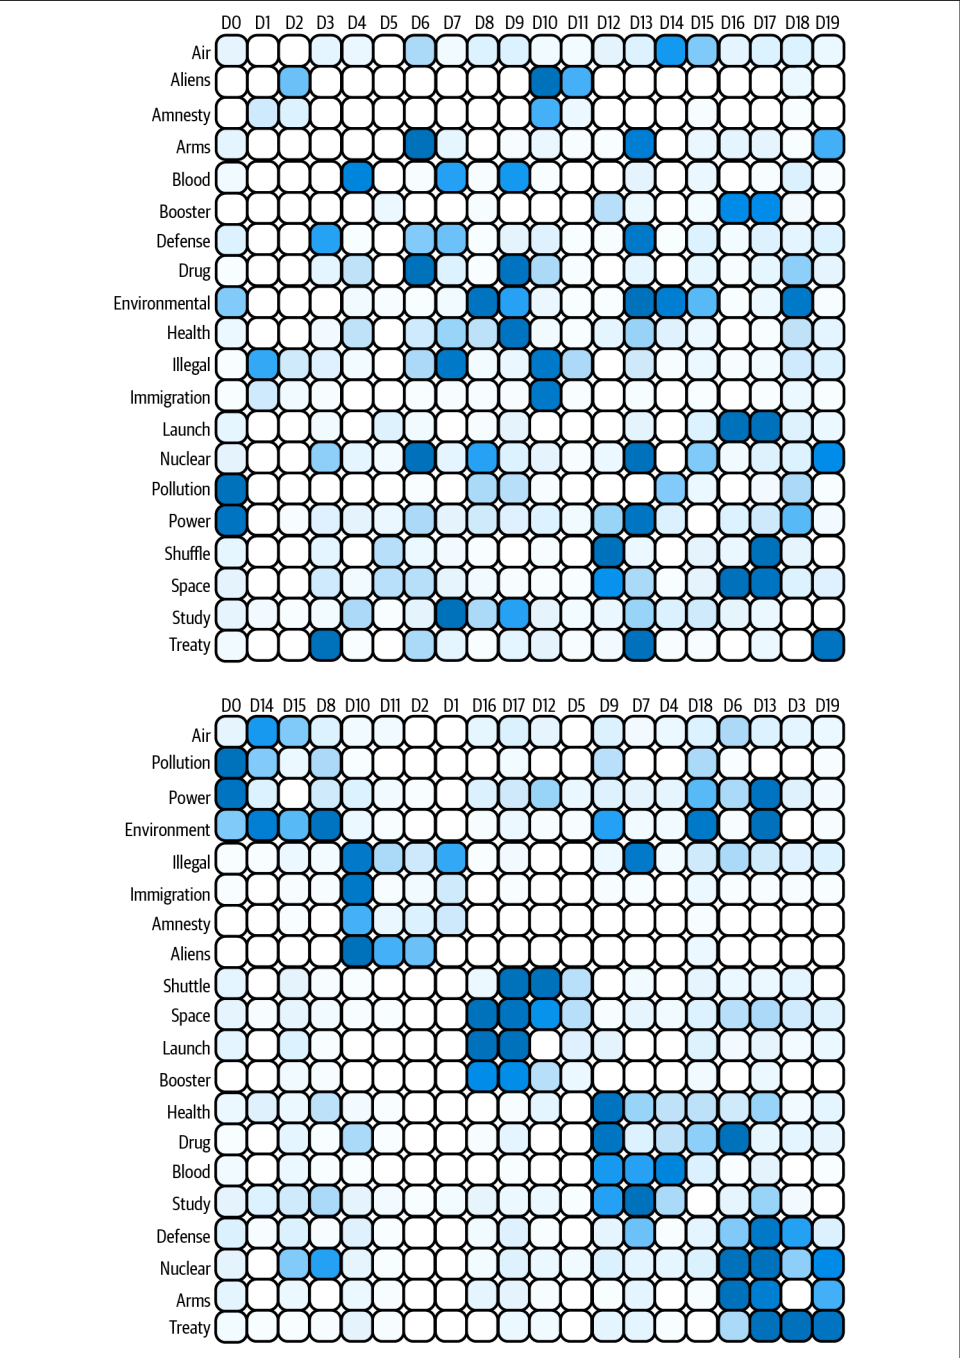 D0 D1 D2 D3 D4 D5 D6 D7 D8 D9 D10 D11 D12 D13 D14 D15 D16 D17 D18 D19
Air
Aliens
Amnesty
Arms
Blood
Booster
Defense
Drug
Environmental
Health
Illegal
Immigration
Launch
Nuclear
Pollution
Power
Shuffle
Space
Study
Treaty
D0 D14 D15 D8 D10 D11 D2 D1 D16 D17 D12 D5 D9 D7 D4 D18 D6 D13 D3 D19
Air
Pollution
Power
Environment
Illegal
Immigration
Amnesty
Aliens
Shuttle
Space
Launch
Booster
Health
Drug
Blood
Study
Defense
Nuclear
Arms
Treaty